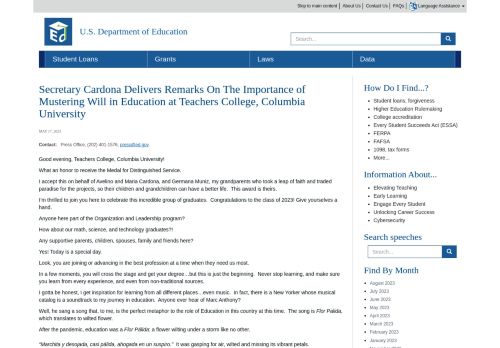 Skip to main content | About Us | Contact Us | FAQs | Language Assistance
U.S. Department of Education
Search...
Student Loans Grants Laws Data
Secretary Cardona Delivers Remarks On The Importance of
Mustering Will in Education at Teachers College, Columbia
University
MAY 17, 2023
Contact: Press Office, (202) 401-1576, press@ed.gov
Good evening, Teachers College, Columbia University!
What an honor to receive the Medal for Distinguished Service.
I accept this on behalf of Avelino and Maria Cardona, and Germana Muniz, my grandparents who took a leap of faith and traded
paradise for the projects, so their children and grandchildren can have a better life. This award is theirs.
I'm thrilled to join you here to celebrate this incredible group of graduates. Congratulations to the class of 2023! Give yourselves a
hand.
Anyone here part of the Organization and Leadership program?
How about our math, science, and technology graduates?!
Any supportive parents, children, spouses, family and friends here?
Yes! Today is a special day.
Look, you are joining or advancing in the best profession at a time when they need us most.
In a few moments, you will cross the stage and get your degree...but this is just the beginning. Never stop learning, and make sure
you learn from every experience, and even from non-traditional sources.
I gotta be honest, I get inspiration for learning from all different places...even music. In fact, there is a New Yorker whose musical
catalog is a soundtrack to my journey in education. Anyone ever hear of Marc Anthony?
Well, he sang a song that, to me, is the perfect metaphor to the role of Education in this country at this time. The song is Flor Palida,
which translates to wilted flower.
After the pandemic, education was a Flor Palida; a flower wilting under a storm like no other.
"Marchita y desojada, casi pálida, ahogada en un suspiro." It was gasping for air, wilted and missing its vibrant petals.
How Do I Find...?
Student loans, forgiveness
Higher Education Rulemaking
College accreditation
Every Student Succeeds Act (ESSA)
FERPA
FAFSA
1098, tax forms
More...
Information About...
Elevating Teaching
Early Learning
Engage Every Student
Unlocking Career Success
Cybersecurity
Search speeches
Search...
Find By Month
August 2023
July 2023
June 2023
May 2023
April 2023
March 2023
February 2023
January 2023